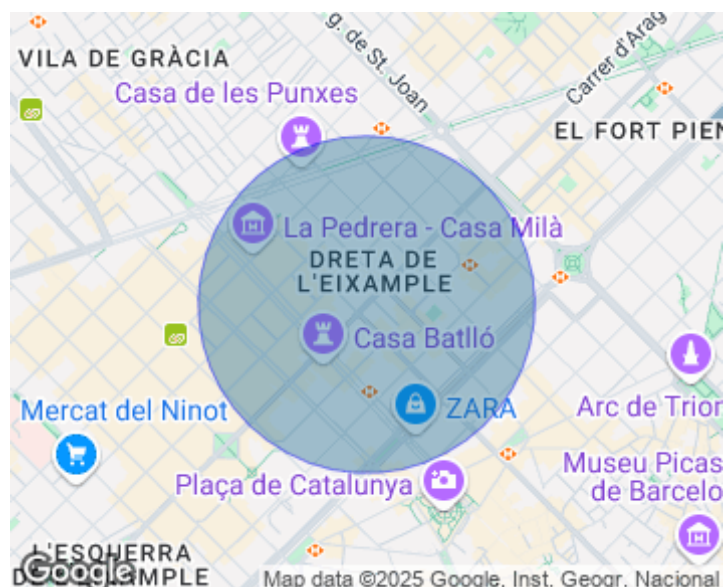 VILA DE GRÀCIA
g. de St. Joan
Carrer d'Arag
Casa de les Punxes
EL FORT PIEN
La Pedrera - Casa Milà
DRETA DE
L'EIXAMPLE
Casa Batlló
ZARA
Arc de Trion
Mercat del Ninot
Plaça de Catalunya
Museu Picas
de Barcelo
L'ESQUERRA
DE L'EIXAMPLE
Google
Map data ©2025 Google, Inst. Geogr. Nacional